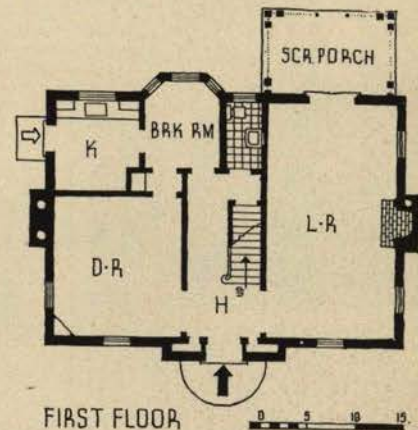 SCR. PORCH
BRK RM
K
L-R
D-R
H
FIRST FLOOR
0 5 10 15